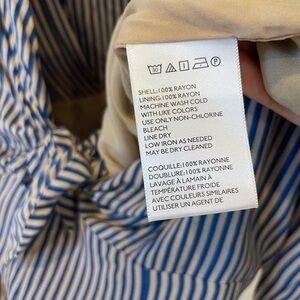 SHELL:100% RAYON
LINING:100% RAYON
MACHINE WASH COLD
WITH LIKE COLORS
USE ONLY NON-CHLORINE
BLEACH
LINE DRY
LOW IRON AS NEEDED
MAY BE DRY CLEANED
COQUILLE:100% RAYONNE
DOUBLURE:100% RAYONNE
LAVAGE À LAMAIN À
TEMPÉRATURE FROIDE
AVEC COULEURS SIMILAIRES
UTILISER UN AGENT DE